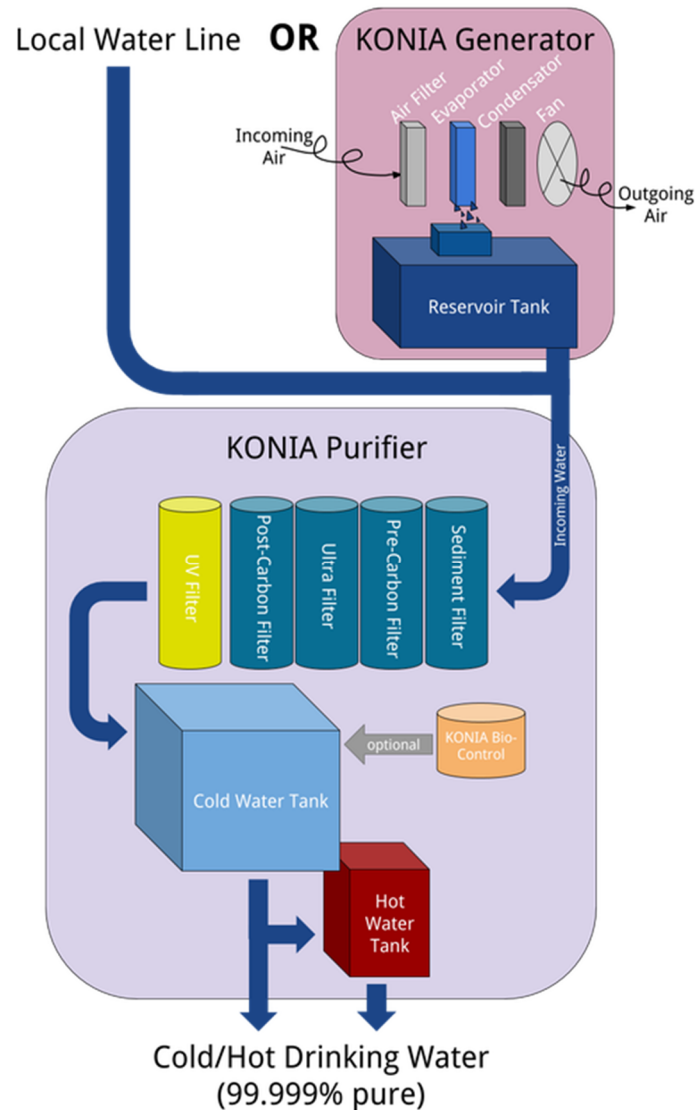 Local Water Line OR KONIA Generator
Air Filter
Evaporator
Condensator
Fan
Incoming
Air
Outgoing
Air
Reservoir Tank
Incoming Water
KONIA Purifier
UV Filter
Post-Carbon Filter
Ultra Filter
Pre-Carbon Filter
Sediment Filter
optional
KONIA Bio-
Control
Cold Water Tank
Hot
Water
Tank
Cold/Hot Drinking Water
(99.999% pure)